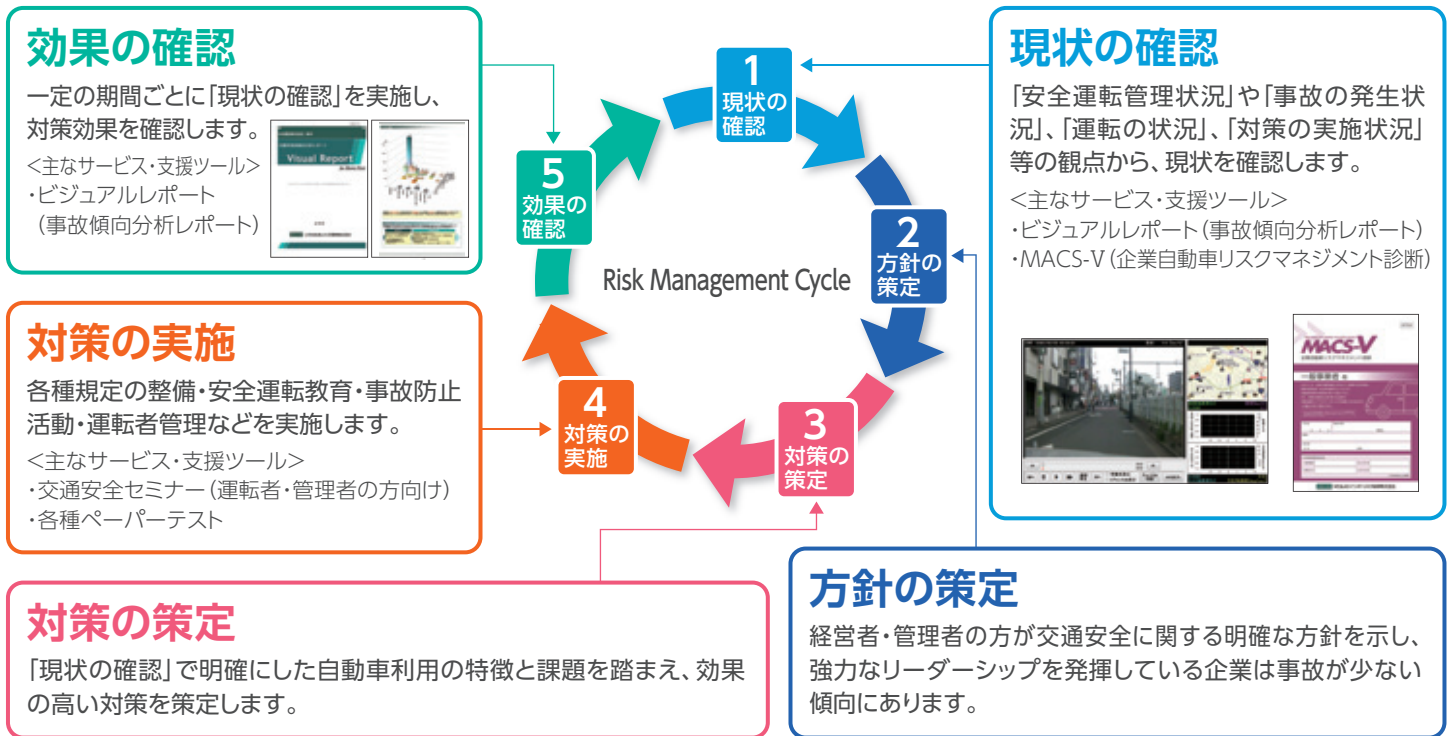 効果の確認
一定の期間ごとに「現状の確認」を実施し、
対策効果を確認します。
<主なサービス・支援ツール>
・ビジュアルレポート
(事故傾向分析レポート)
Visual Report
対策の実施
各種規定の整備・安全運転教育・事故防止
活動・運転者管理などを実施します。
<主なサービス・支援ツール>
・交通安全セミナー(運転者・管理者の方向け)
・各種ペーパーテスト
1
現状の
確認
2
方針の
策定
3
対策の
策定
4
対策の
実施
5
効果の
確認
Risk Management Cycle
現状の確認
「安全運転管理状況」や「事故の発生状
況」、「運転の状況」、「対策の実施状況」
等の観点から、現状を確認します。
<主なサービス・支援ツール>
・ビジュアルレポート(事故傾向分析レポート)
・MACS-V(企業自動車リスクマネジメント診断)
MACS-V
対策の策定
「現状の確認」で明確にした自動車利用の特徴と課題を踏まえ、効果
の高い対策を策定します。
方針の策定
経営者・管理者の方が交通安全に関する明確な方針を示し、
強力なリーダーシップを発揮している企業は事故が少ない
傾向にあります。